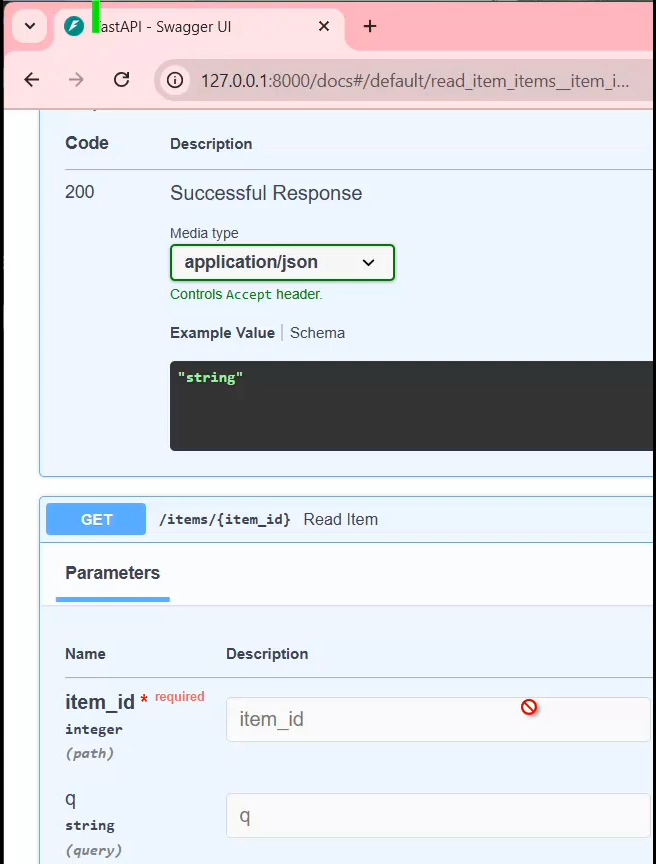 astAPI - Swagger UI
127.0.0.1:8000/docs#/default/read_item_items__item_i...
Code Description
200 Successful Response
Media type
application/json
Controls Accept header.
Example Value Schema
"string"
GET /items/{item_id} Read Item
Parameters
Name Description
item_id * required
item_id
integer
(path)
q
q
string
(query)